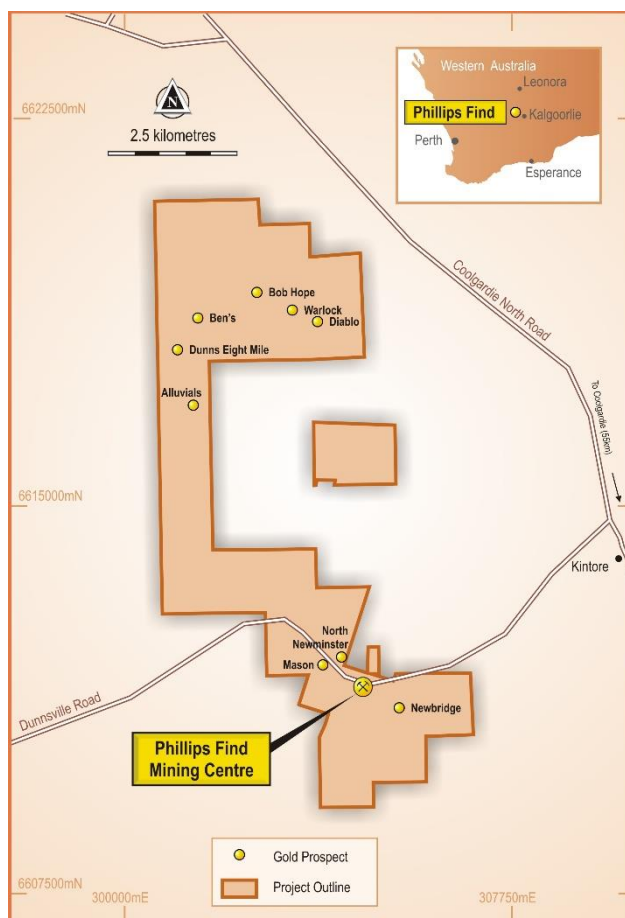 N
6622500mN
2.5 kilometres
Western Australia
Leonora
Phillips Find
Kalgoorlie
Perth
Esperance
Coolgardie North Road
Bob Hope
Warlock
Ben's
Diablo
Dunns Eight Mile
Alluvials
To Coolgardie (55km)
6615000mN
Kintore
North
Newminster
Mason
Dunnsville Road
Newbridge
Phillips Find
Mining Centre
Gold Prospect
Project Outline
6607500mN
300000mE
307750mE